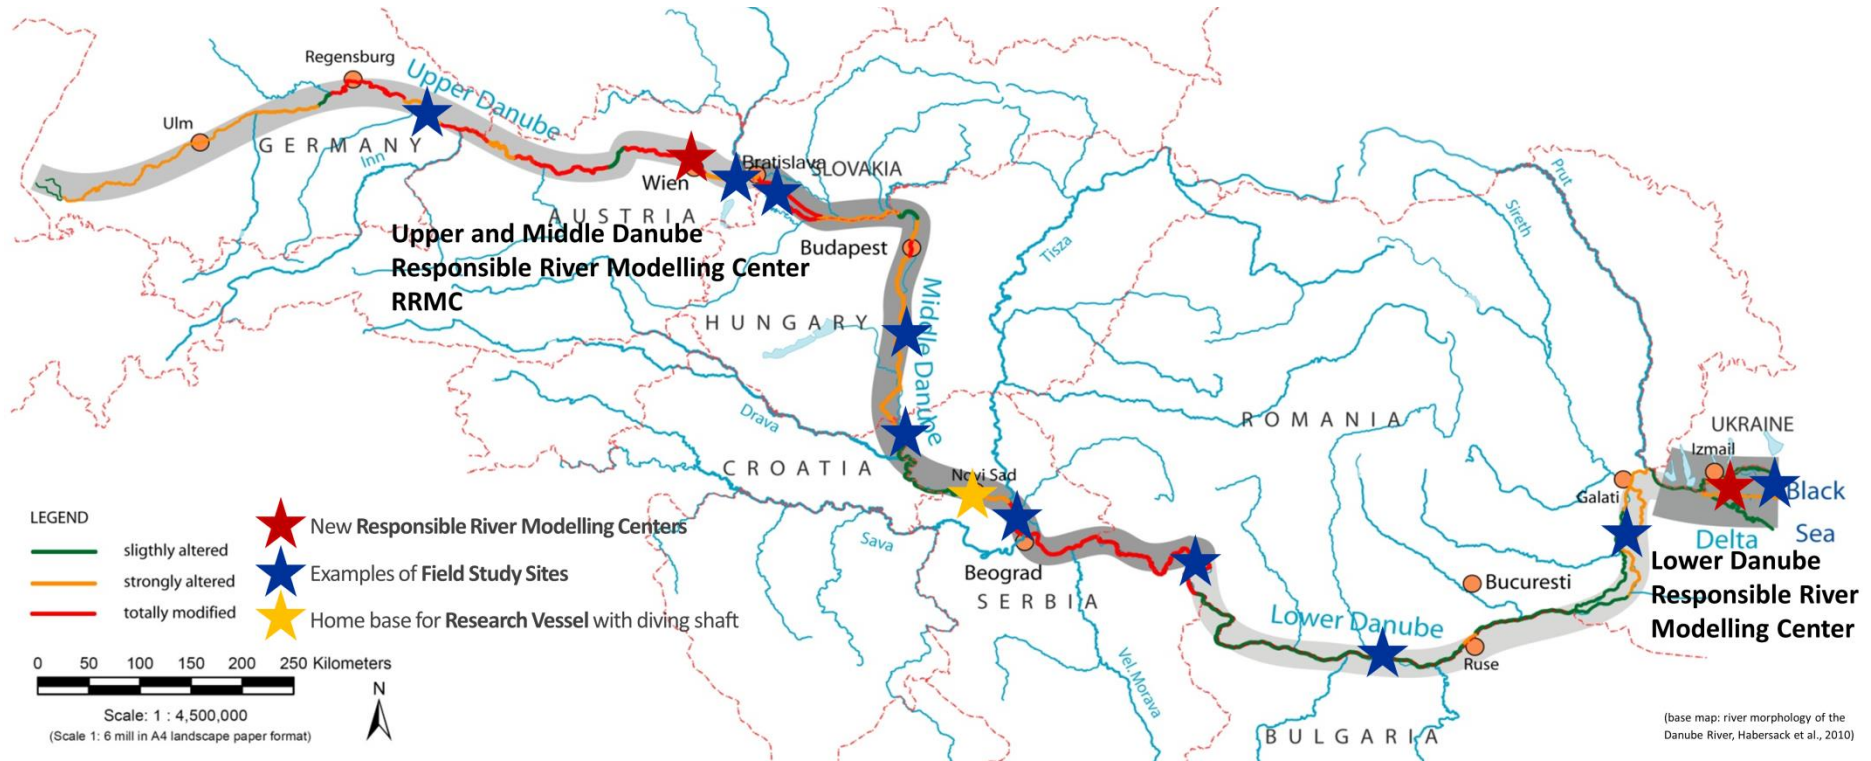 Regensburg
Upper Danube
Ulm
GERMANY
Inn
Bratislava
SLOVAKIA
Wien
AUSTRIA
Upper and Middle Danube
Responsible River Modelling Center
RRMC
Budapest
Tisza
Prut
Sireth
HUNGARY
Middle Danube
Drava
ROMANIA
UKRAINE
Izmail
CROATIA
Novi Sad
Galati
Black
Sea
Delta
Sava
Beograd
SERBIA
Bucuresti
Lower Danube
Responsible River
Modelling Center
Lower Danube
Ruse
Vel. Morava
BULGARIA
LEGEND
sligthly altered
strongly altered
totally modified
New Responsible River Modelling Centers
Examples of Field Study Sites
Home base for Research Vessel with diving shaft
0 50 100 150 200 250 Kilometers
N
Scale: 1 : 4,500,000
(Scale 1: 6 mill in A4 landscape paper format)
(base map: river morphology of the
Danube River, Habersack et al., 2010)